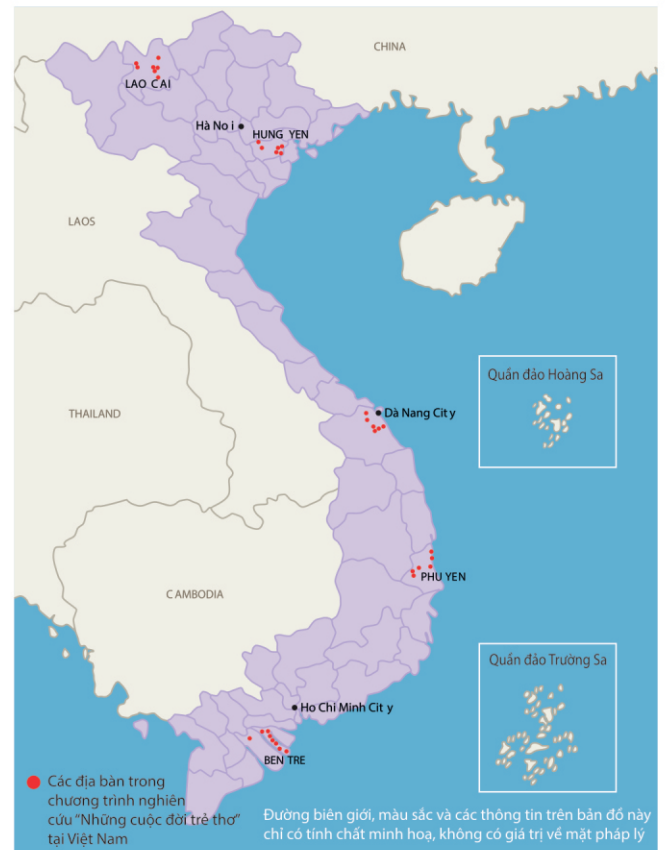 CHINA
LAO CAI
Hà No i
HUNG YEN
LAOS
Quần đảo Hoàng Sa
Dà Nang Cit y
THAILAND
PHU YEN
CAMBODIA
Quần đảo Trường Sa
Ho Chi Minh Cit y
BEN TRE
Các địa bàn trong
chương trình nghiên
cứu “Những cuộc đời trẻ thơ”
tại Việt Nam
Đường biên giới, màu sắc và các thông tin trên bản đồ này
chỉ có tính chất minh hoạ, không có giá trị về mặt pháp lý